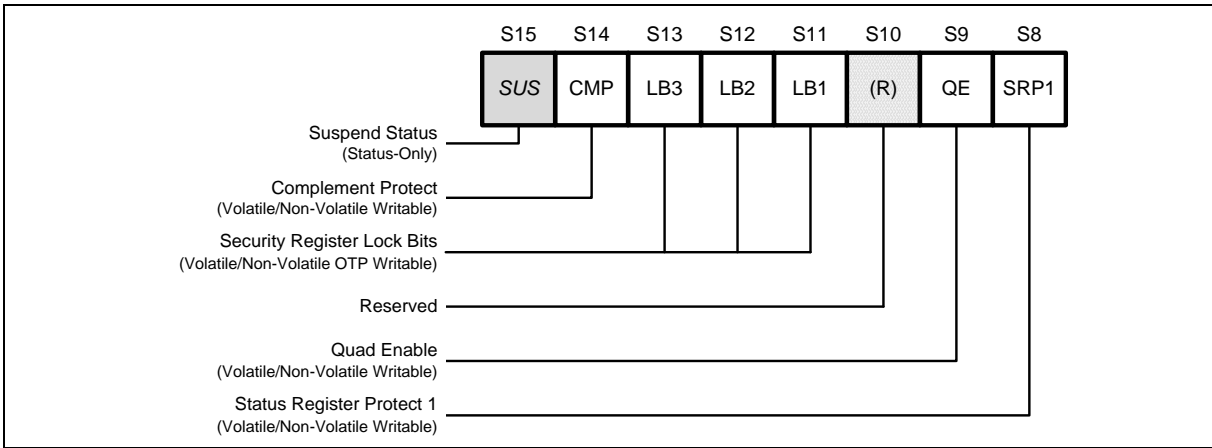 S15 S14 S13 S12 S11 S10 S9 S8
SUS CMP LB3 LB2 LB1 (R) QE SRP1
Suspend Status
(Status-Only)
Complement Protect
(Volatile/Non-Volatile Writable)
Security Register Lock Bits
(Volatile/Non-Volatile OTP Writable)
Reserved
Quad Enable
(Volatile/Non-Volatile Writable)
Status Register Protect 1
(Volatile/Non-Volatile Writable)